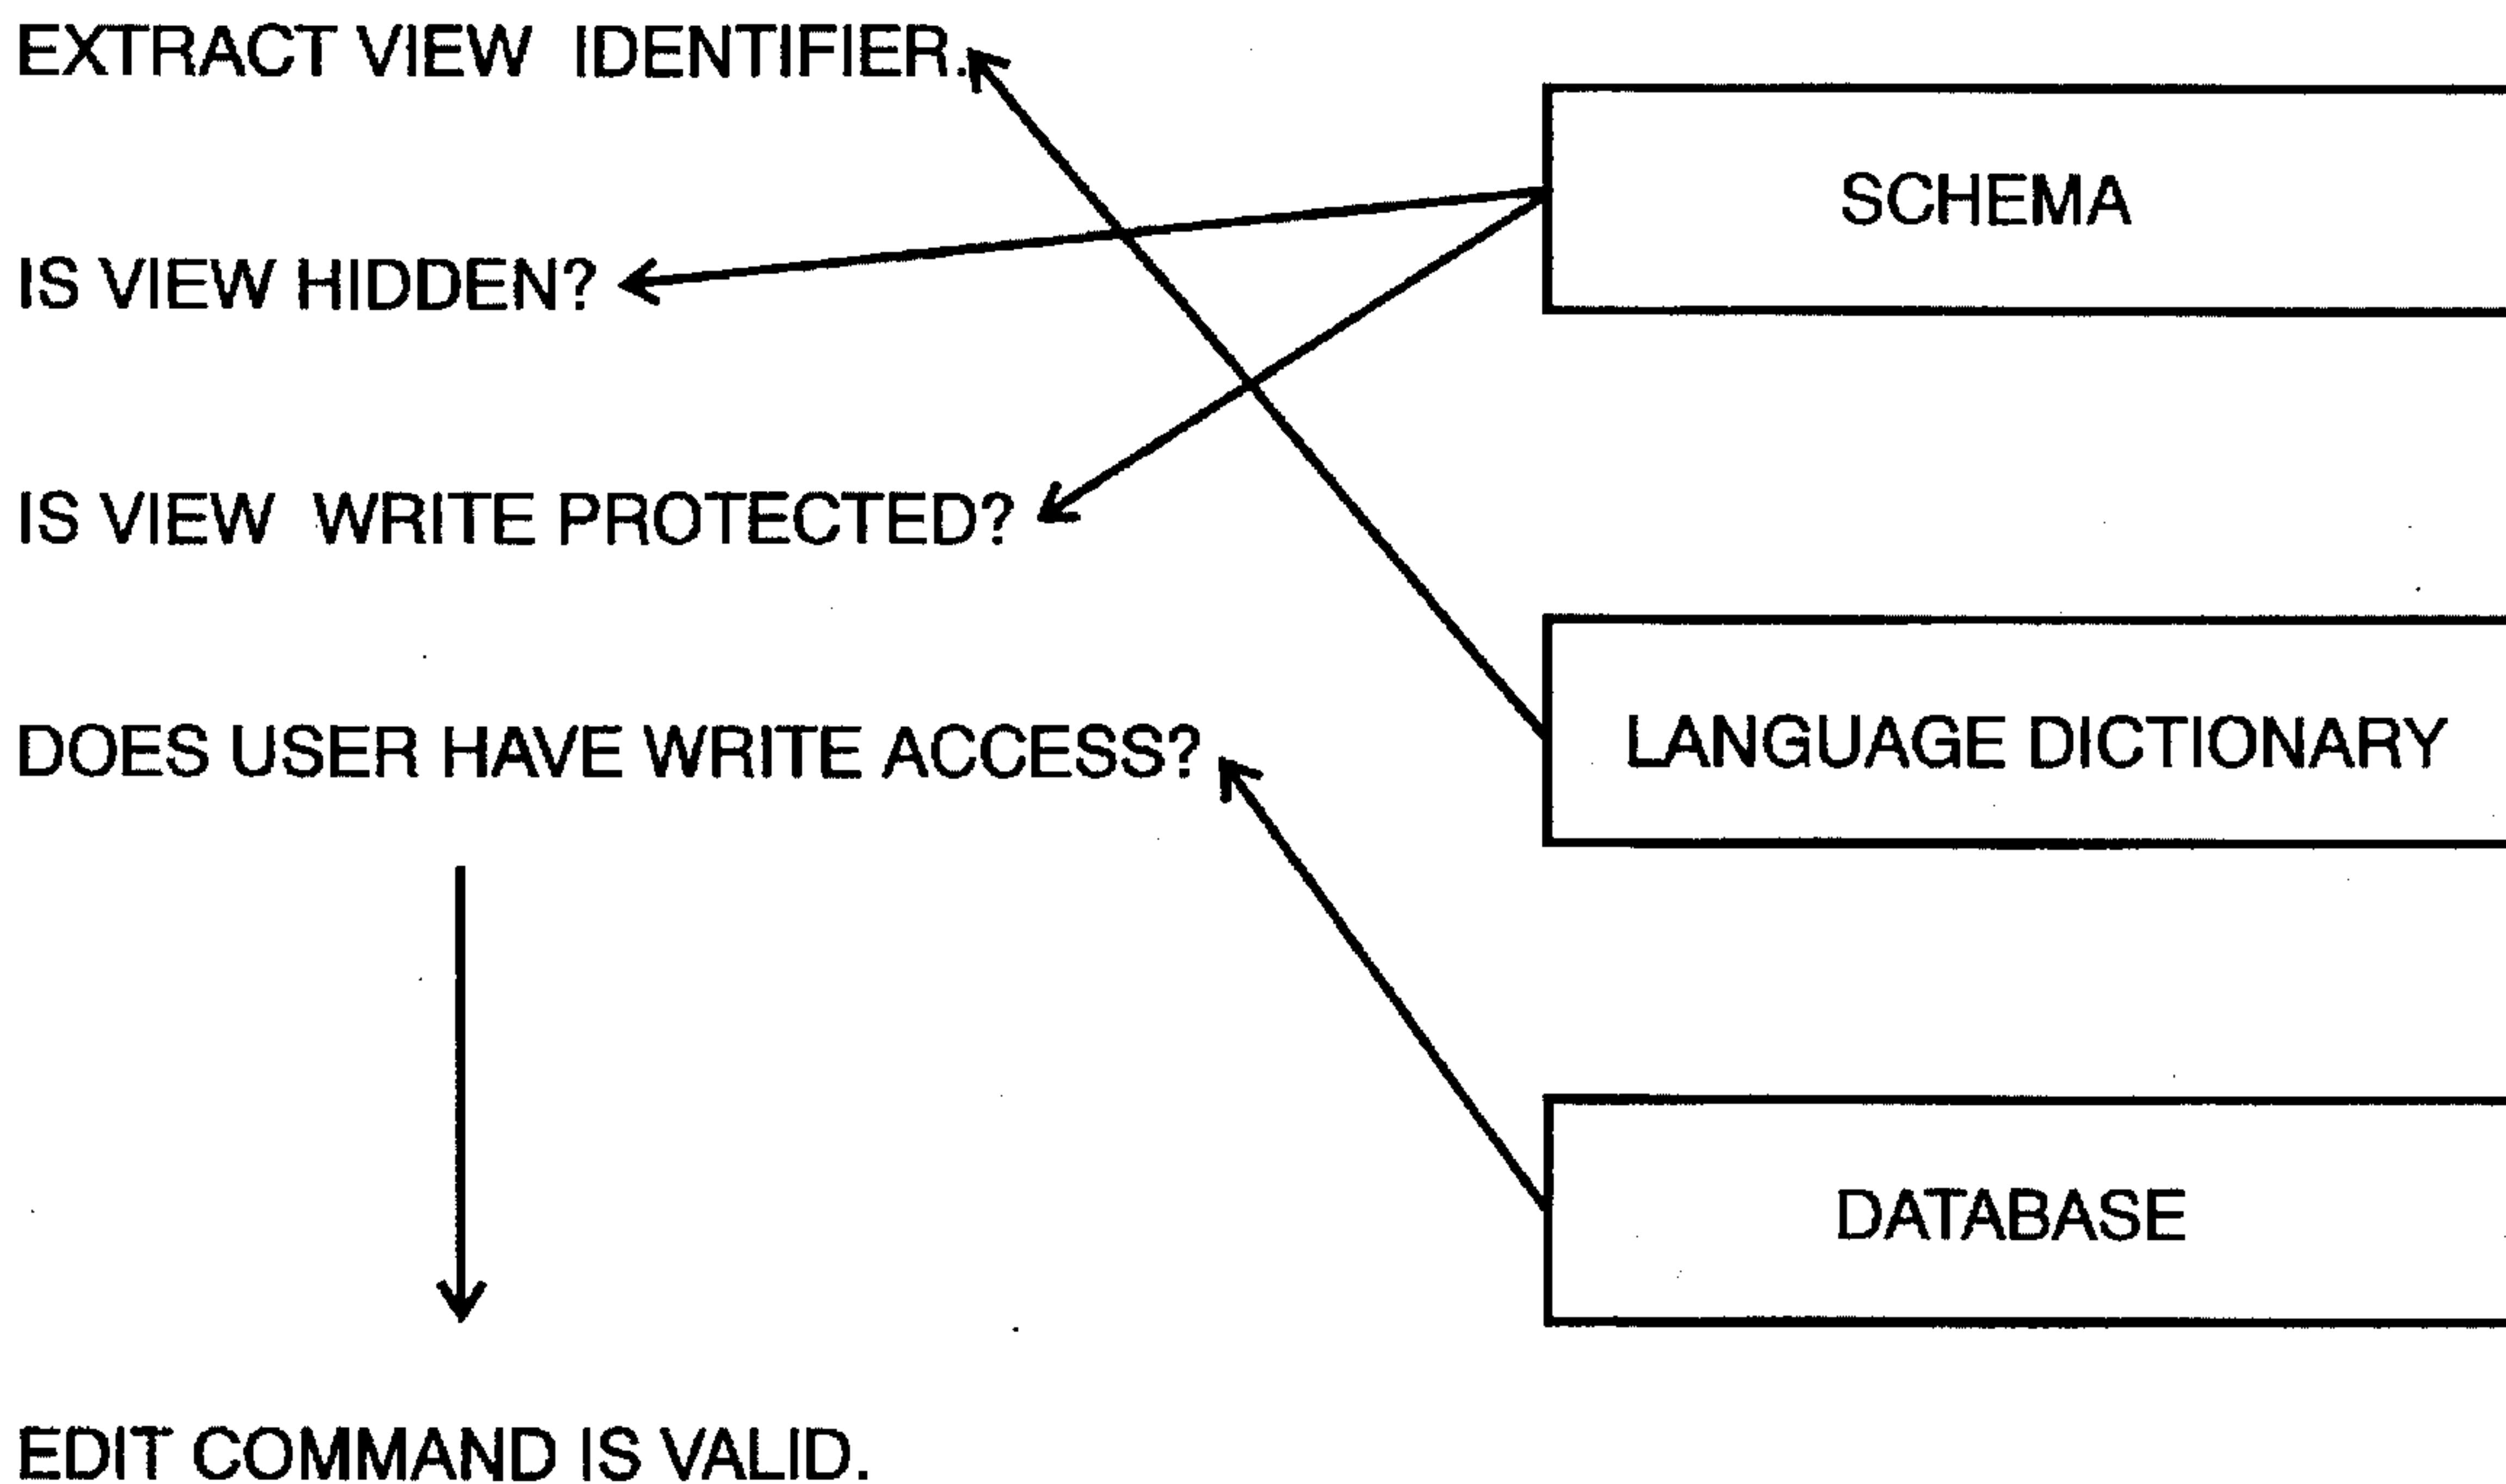 EXTRACT VIEW IDENTIFIER.
SCHEMA
IS VIEW HIDDEN?
IS VIEW WRITE PROTECTED?
DOES USER HAVE WRITE ACCESS?
LANGUAGE DICTIONARY
DATABASE
EDIT COMMAND IS VALID.